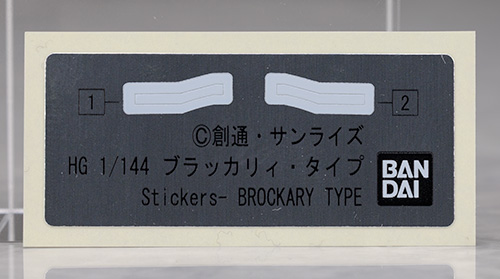 1 2
©創通・サンライズ
HG 1/144 ブラッカリィ・タイプ
Stickers- BROCKARY TYPE
BAN
DAI